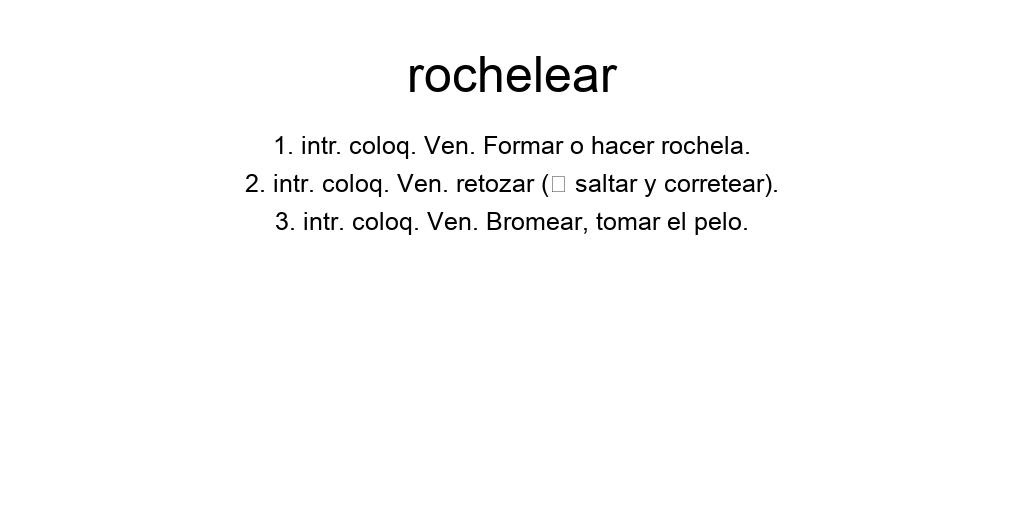 rochelear
1. intr. coloq. Ven. Formar o hacer rochela.
2. intr. coloq. Ven. retozar (□ saltar y corretear).
3. intr. coloq. Ven. Bromear, tomar el pelo.